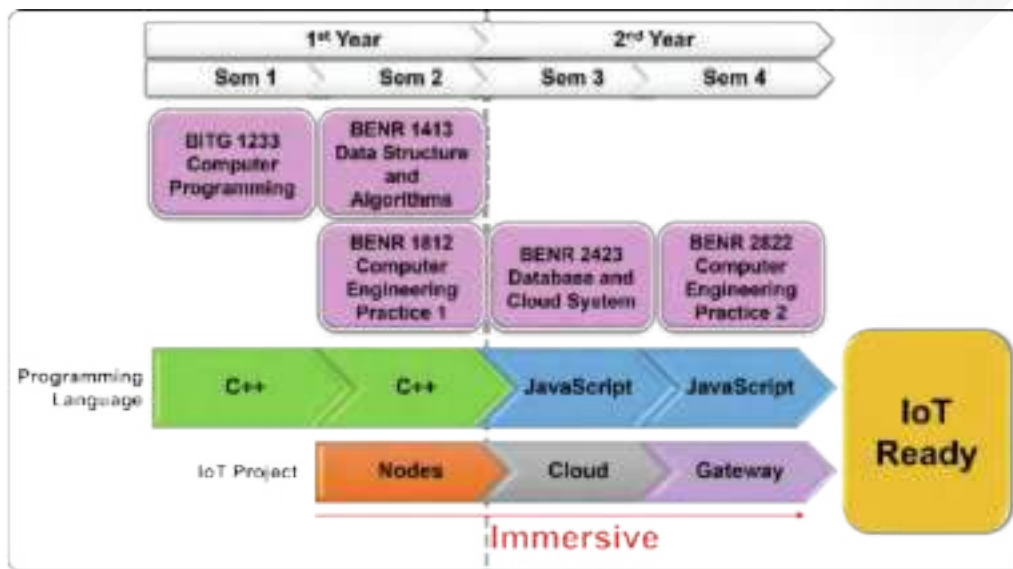 1st Year
2nd Year
Sem 1
Sem 2
Sem 3
Sem 4
BITG 1233
Computer
Programming
BENR 1413
Data Structure
and
Algorithms
BENR 1812
Computer
Engineering
Practice 1
BENR 2423
Database and
Cloud System
BENR 2822
Computer
Engineering
Practice 2
Programming
Language
C++
C++
JavaScript
JavaScript
IoT Project
Nodes
Cloud
Gateway
Immersive
IoT
Ready